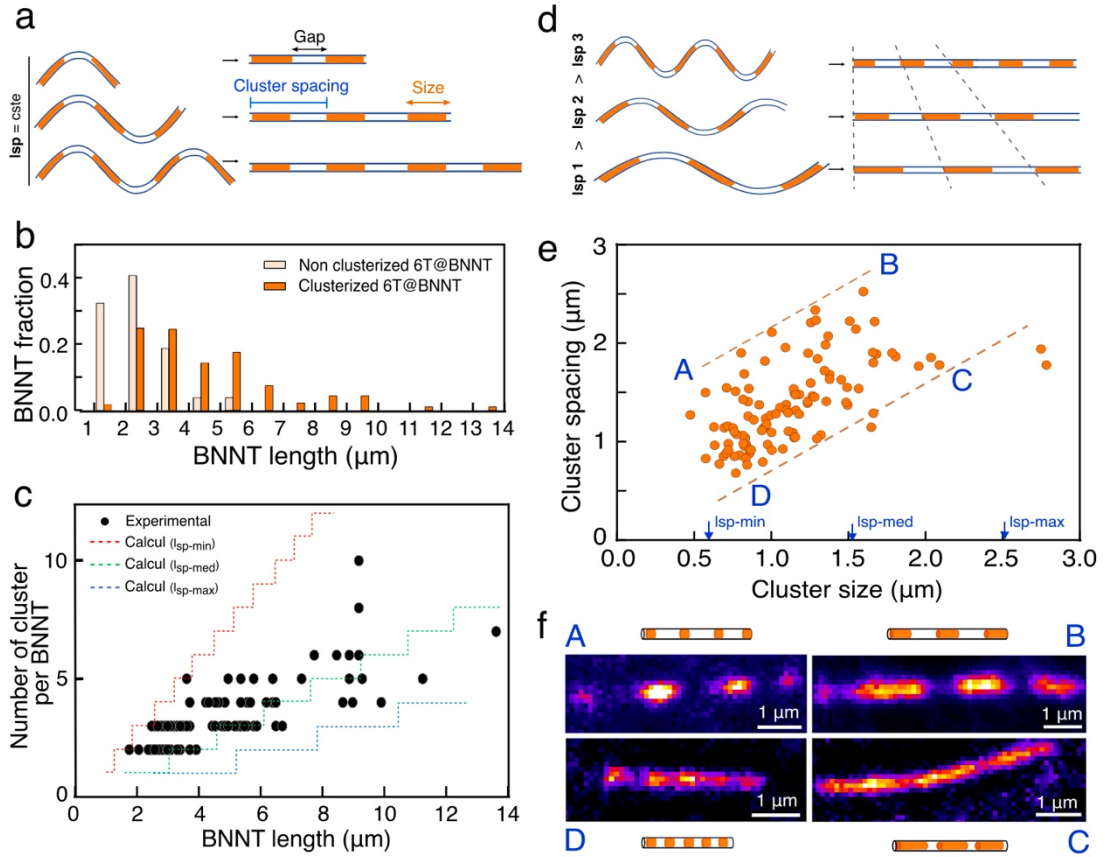 a
lsp = cste
Gap
Cluster spacing
Size
d
lsp 1 > lsp 2 > lsp 3
b
BNNT fraction
0.4
0.2
0.0
Non clusterized 6T@BNNT
Clusterized 6T@BNNT
1 2 3 4 5 6 7 8 9 10 11 12 13 14
BNNT length (µm)
c
Number of cluster
per BNNT
10
5
0
Experimental
Calcul (lsp-min)
Calcul (lsp-med)
Calcul (lsp-max)
0 2 4 6 8 10 12 14
BNNT length (µm)
e
Cluster spacing (µm)
3
2
1
0
A
B
C
D
lsp-min
lsp-med
lsp-max
0.0 0.5 1.0 1.5 2.0 2.5 3.0
Cluster size (µm)
f
A
B
1 µm
1 µm
1 µm
1 µm
D
C